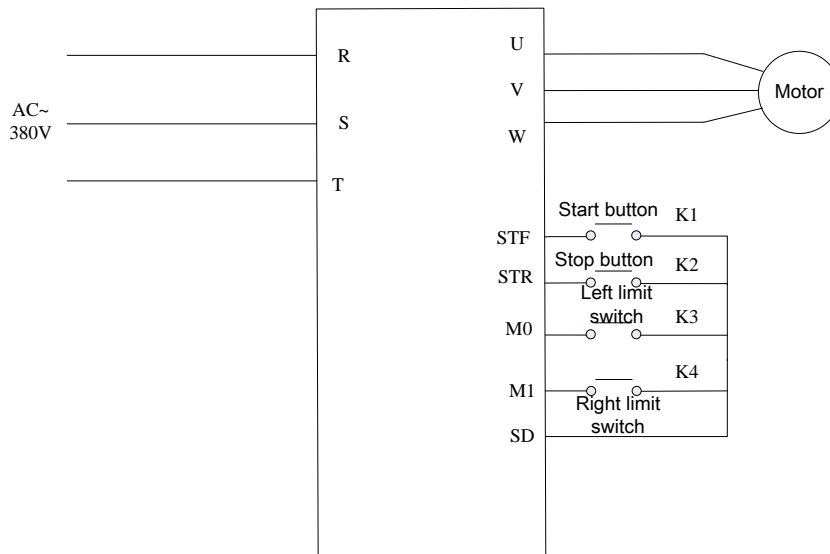 AC~
380V
R
S
T
U
V
W
Motor
STF
Start button
K1
STR
Stop button
K2
M0
Left limit
switch
K3
M1
K4
Right limit
switch
SD